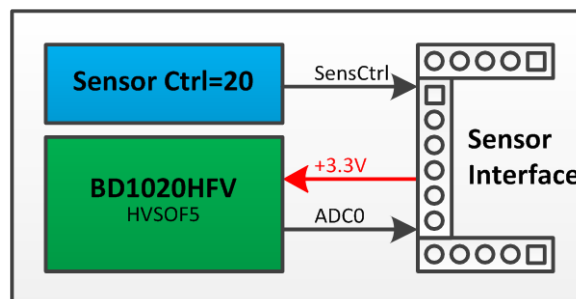 Sensor Ctrl=20
SensCtrl
BD1020HFV
HVSOF5
+3.3V
ADC0
Sensor
Interface